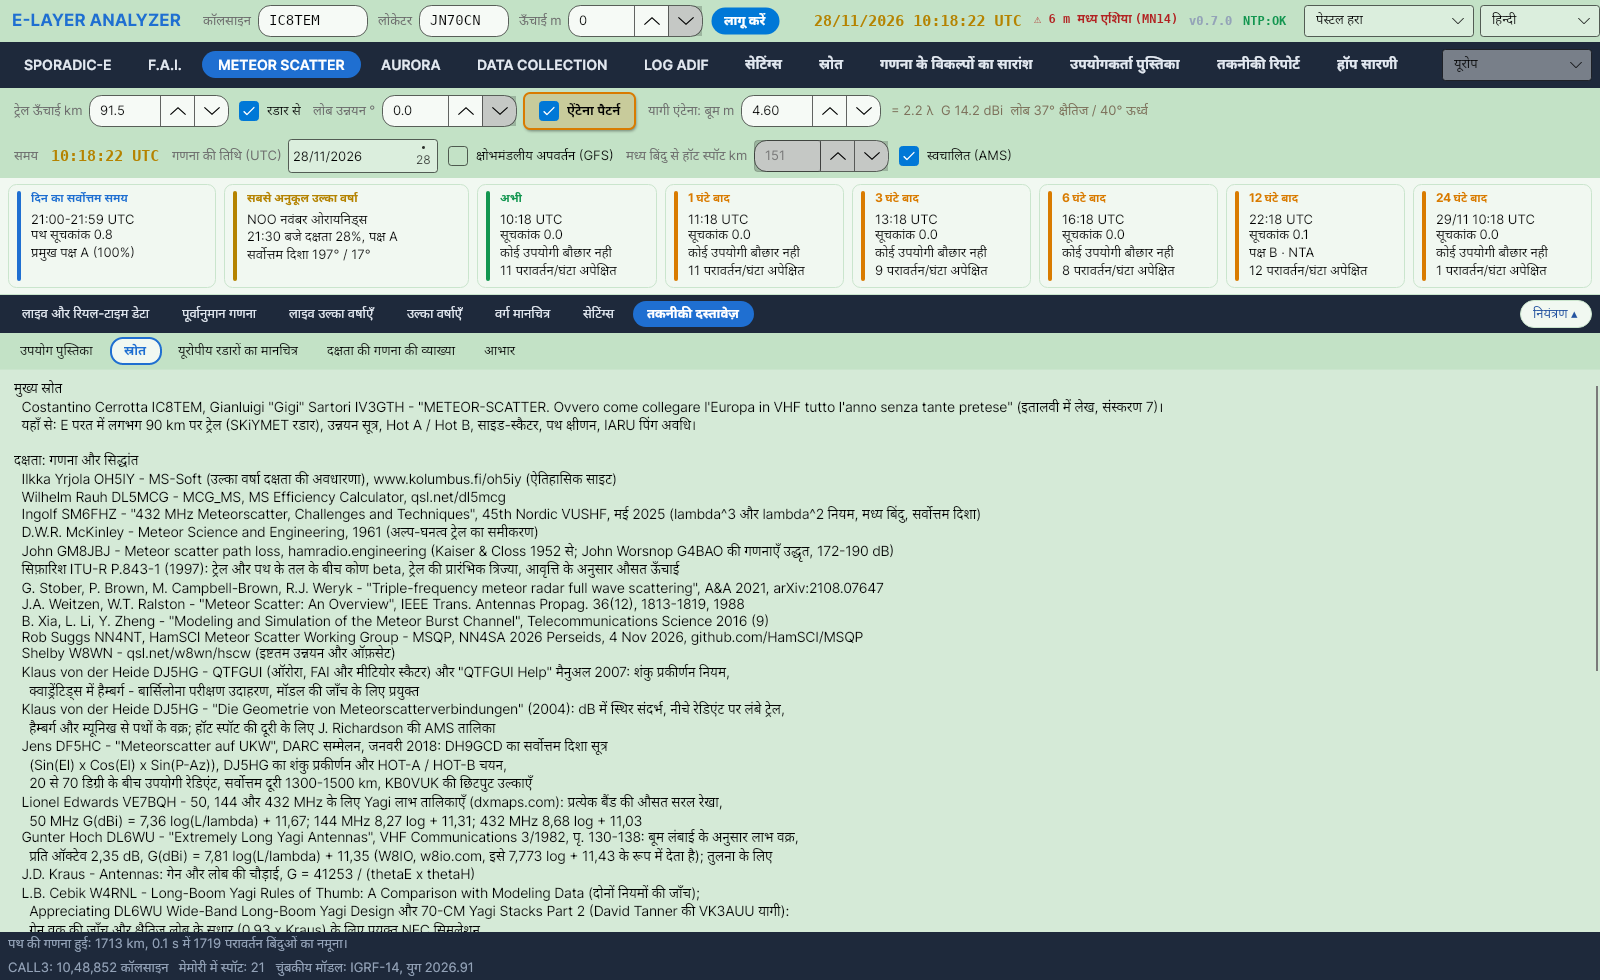 E-LAYER ANALYZER कॉलसाइन IC8TEM लोकेटर JN70CN ऊँचाई m 0 लागू करें 28/11/2026 10:18:22 UTC ⚠ 6 m मध्य एशिया (MN14) v0.7.0 NTP:OK पेस्टल हरा हिन्दी
SPORADIC-E F.A.I. METEOR SCATTER AURORA DATA COLLECTION LOG ADIF सेटिंग्स स्रोत गणना के विकल्पों का सारांश उपयोगकर्ता पुस्तिका तकनीकी रिपोर्ट हॉप सारणी यूरोप
ट्रेल ऊँचाई km 91.5 रडार से लोब उन्नयन ° 0.0 ऐंटेना पैटर्न यागी एंटेना: बूम m 4.60 = 2.2 λ G 14.2 dBi लोब 37° क्षैतिज / 40° ऊर्ध्व
समय 10:18:22 UTC गणना की तिथि (UTC) 28/11/2026 28 क्षोभमंडलीय अपवर्तन (GFS) मध्य बिंदु से हॉट स्पॉट km 151 स्वचालित (AMS)
दिन का सर्वोत्तम समय
21:00-21:59 UTC
पथ सूचकांक 0.8
प्रमुख पक्ष A (100%)
सबसे अनुकूल उल्का वर्षा
NOO नवंबर ओरायनिड्स
21:30 बजे दक्षता 28%, पक्ष A
सर्वोत्तम दिशा 197° / 17°
अभी
10:18 UTC
सूचकांक 0.0
कोई उपयोगी बौछार नही
11 परावर्तन/घंटा अपेक्षित
1 घंटे बाद
11:18 UTC
सूचकांक 0.0
कोई उपयोगी बौछार नही
11 परावर्तन/घंटा अपेक्षित
3 घंटे बाद
13:18 UTC
सूचकांक 0.0
कोई उपयोगी बौछार नही
9 परावर्तन/घंटा अपेक्षित
6 घंटे बाद
16:18 UTC
सूचकांक 0.0
कोई उपयोगी बौछार नही
8 परावर्तन/घंटा अपेक्षित
12 घंटे बाद
22:18 UTC
सूचकांक 0.1
पक्ष B · NTA
12 परावर्तन/घंटा अपेक्षित
24 घंटे बाद
29/11 10:18 UTC
सूचकांक 0.0
कोई उपयोगी बौछार नही
1 परावर्तन/घंटा अपेक्षित
लाइव और रियल-टाइम डेटा पूर्वानुमान गणना लाइव उल्का वर्षाएँ उल्का वर्षाएँ वर्ग मानचित्र सेटिंग्स तकनीकी दस्तावेज़ नियंत्रण ▴
उपयोग पुस्तिका स्रोत यूरोपीय रडारों का मानचित्र दक्षता की गणना की व्याख्या आभार
मुख्य स्रोत
Costantino Cerrotta IC8TEM, Gianluigi "Gigi" Sartori IV3GTH - "METEOR-SCATTER. Ovvero come collegare l'Europa in VHF tutto l'anno senza tante pretese" (इतालवी में लेख, संस्करण 7)।
यहाँ से: E परत में लगभग 90 km पर ट्रेल (SKiYMET रडार), उन्नयन सूत्र, Hot A / Hot B, साइड-स्कैटर, पथ क्षीणन, IARU पिंग अवधि।
दक्षता: गणना और सिद्धांत
Ilkka Yrjola OH5IY - MS-Soft (उल्का वर्षा दक्षता की अवधारणा), www.kolumbus.fi/oh5iy (ऐतिहासिक साइट)
Wilhelm Rauh DL5MCG - MCG_MS, MS Efficiency Calculator, qsl.net/dl5mcg
Ingolf SM6FHZ - "432 MHz Meteorscatter, Challenges and Techniques", 45th Nordic VUSHF, मई 2025 (lambda^3 और lambda^2 नियम, मध्य बिंदु, सर्वोत्तम दिशा)
D.W.R. McKinley - Meteor Science and Engineering, 1961 (अल्प-घनत्व ट्रेल का समीकरण)
John GM8JBJ - Meteor scatter path loss, hamradio.engineering (Kaiser & Closs 1952 से; John Worsnop G4BAO की गणनाएँ उद्धृत, 172-190 dB)
सिफ़ारिश ITU-R P.843-1 (1997): ट्रेल और पथ के तल के बीच कोण beta, ट्रेल की प्रारंभिक त्रिज्या, आवृत्ति के अनुसार औसत ऊँचाई
G. Stober, P. Brown, M. Campbell-Brown, R.J. Weryk - "Triple-frequency meteor radar full wave scattering", A&A 2021, arXiv:2108.07647
J.A. Weitzen, W.T. Ralston - "Meteor Scatter: An Overview", IEEE Trans. Antennas Propag. 36(12), 1813-1819, 1988
B. Xia, L. Li, Y. Zheng - "Modeling and Simulation of the Meteor Burst Channel", Telecommunications Science 2016 (9)
Rob Suggs NN4NT, HamSCI Meteor Scatter Working Group - MSQP, NN4SA 2026 Perseids, 4 Nov 2026, github.com/HamSCI/MSQP
Shelby W8WN - qsl.net/w8wn/hscw (इष्टतम उन्नयन और ऑफ़सेट)
Klaus von der Heide DJ5HG - QTFGUI (ऑरोरा, FAI और मीटियोर स्कैटर) और "QTFGUI Help" मैनुअल 2007: शंकु प्रकीर्णन नियम,
क्वाड्रेंटिड्स में हैम्बर्ग - बार्सिलोना परीक्षण उदाहरण, मॉडल की जाँच के लिए प्रयुक्त
Klaus von der Heide DJ5HG - "Die Geometrie von Meteorscatterverbindungen" (2004): dB में स्थिर संदर्भ, नीचे रेडिएंट पर लंबे ट्रेल,
हैम्बर्ग और म्यूनिख से पथों के वक्र; हॉट स्पॉट की दूरी के लिए J. Richardson की AMS तालिका
Jens DF5HC - "Meteorscatter auf UKW", DARC सम्मेलन, जनवरी 2018: DH9GCD का सर्वोत्तम दिशा सूत्र
(Sin(El) x Cos(El) x Sin(P-Az)), DJ5HG का शंकु प्रकीर्णन और HOT-A / HOT-B चयन,
20 से 70 डिग्री के बीच उपयोगी रेडिएंट, सर्वोत्तम दूरी 1300-1500 km, KB0VUK की छिटपुट उल्काएँ
Lionel Edwards VE7BQH - 50, 144 और 432 MHz के लिए Yagi लाभ तालिकाएँ (dxmaps.com): प्रत्येक बैंड की औसत सरल रेखा,
50 MHz G(dBi) = 7,36 log(L/lambda) + 11,67; 144 MHz 8,27 log + 11,31; 432 MHz 8,68 log + 11,03
Gunter Hoch DL6WU - "Extremely Long Yagi Antennas", VHF Communications 3/1982, पृ. 130-138: बूम लंबाई के अनुसार लाभ वक्र,
प्रति ऑक्टेव 2,35 dB, G(dBi) = 7,81 log(L/lambda) + 11,35 (W8IO, w8io.com, इसे 7,773 log + 11,43 के रूप में देता है); तुलना के लिए
J.D. Kraus - Antennas: गेन और लोब की चौड़ाई, G = 41253 / (thetaE x thetaH)
L.B. Cebik W4RNL - Long-Boom Yagi Rules of Thumb: A Comparison with Modeling Data (दोनों नियमों की जाँच);
Appreciating DL6WU Wide-Band Long-Boom Yagi Design और 70-CM Yagi Stacks Part 2 (David Tanner की VK3AUU यागी):
गेन वक्र की जाँच और क्षैतिज लोब के सुधार (0,93 x Kraus) के लिए प्रयुक्त NEC सिमुलेशन
पथ की गणना हुई: 1713 km, 0.1 s में 1719 परावर्तन बिंदुओं का नमूना।
CALL3: 10,48,852 कॉलसाइन मेमोरी में स्पॉट: 21 चुंबकीय मॉडल: IGRF-14, युग 2026.91